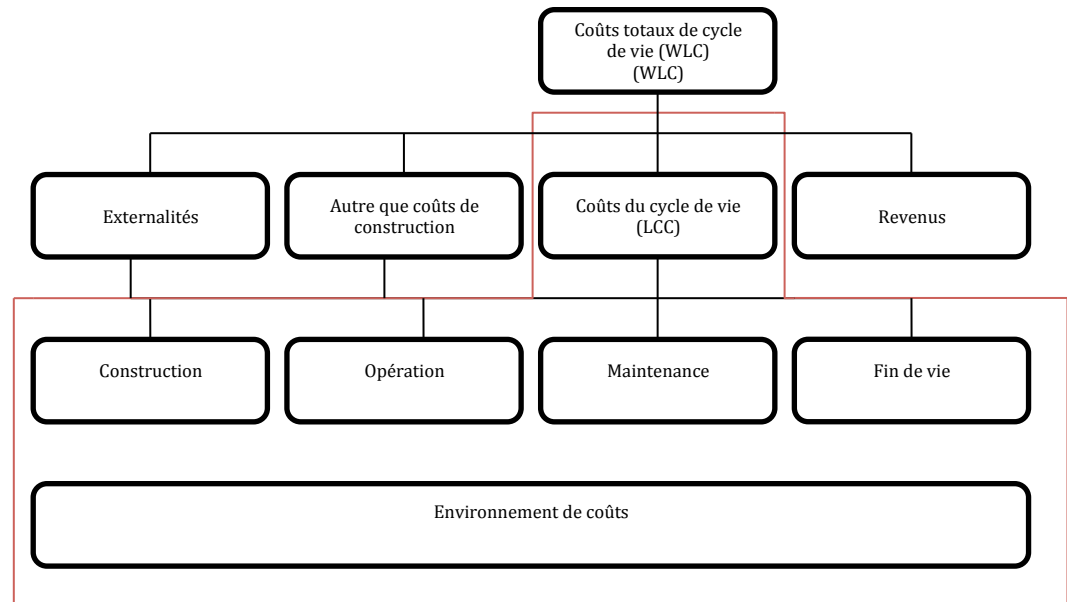 Coûts totaux de cycle
de vie (WLC)
(WLC)
Externalités
Autre que coûts de
construction
Coûts du cycle de vie
(LCC)
Revenus
Construction
Opération
Maintenance
Fin de vie
Environnement de coûts